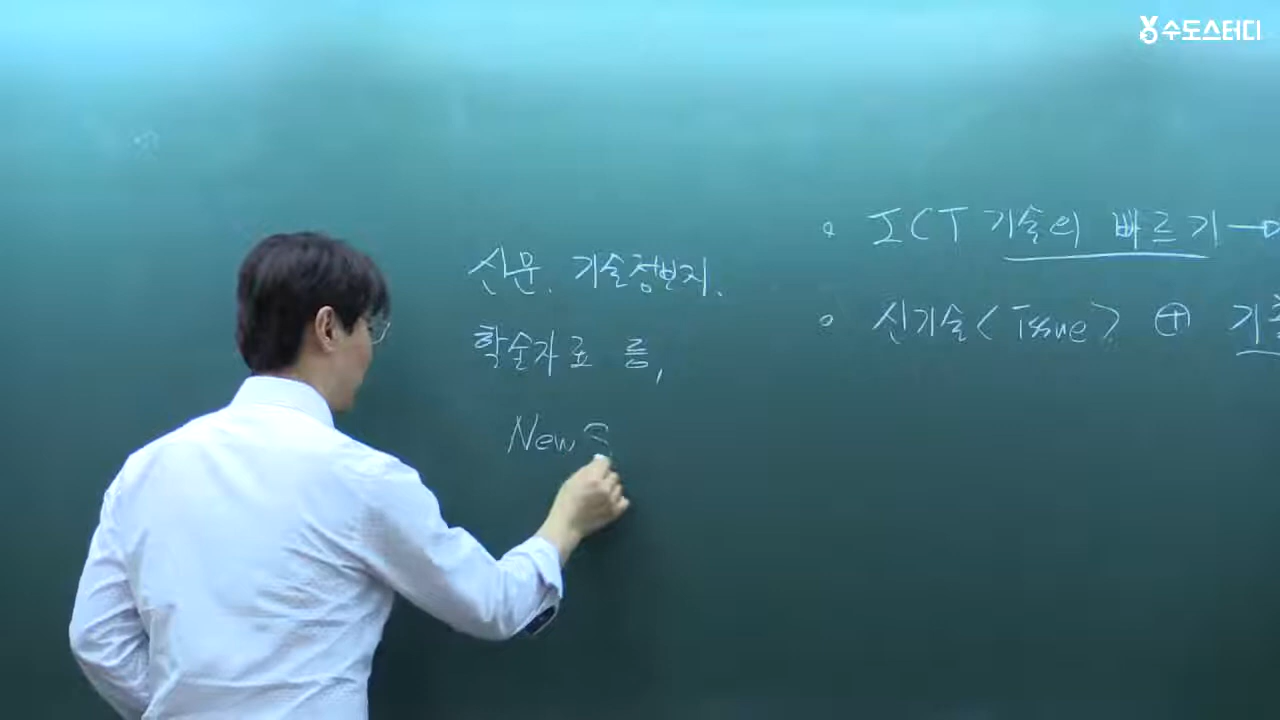 수도스터디
신문, 기술정보지,
학술자료 등,
New
• ICT 기술의 빠르기 →
• 신기술〈Issue〉 ⊕